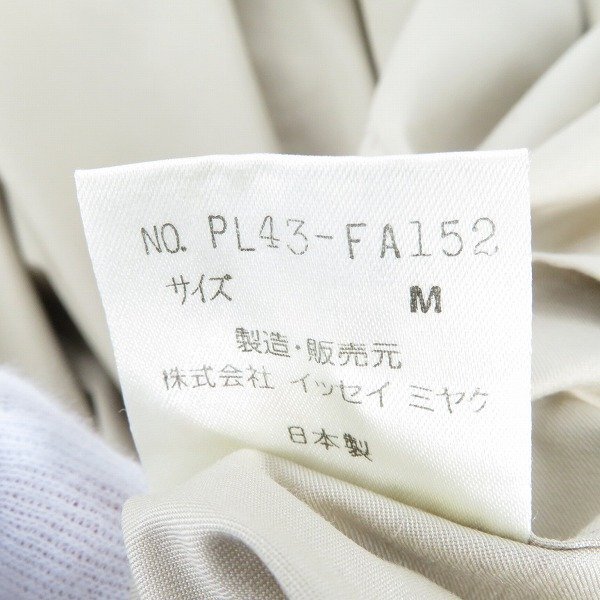 NO. PL43-FA152
サイズ M
製造・販売元
株式会社 イッセイ ミヤケ
日本製